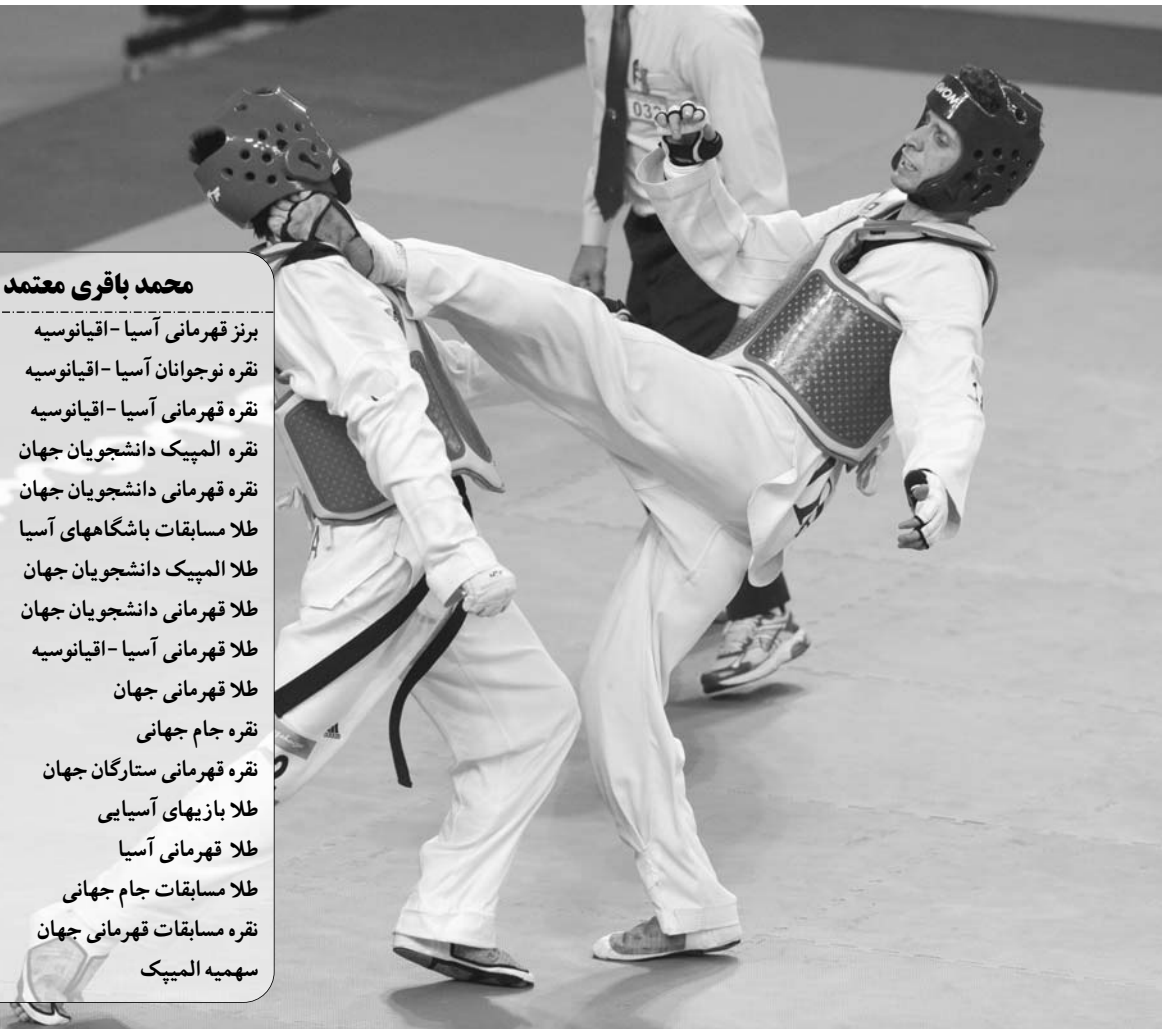 محمد باقری معتمد
برنز قهرمانی آسیا -اقیانوسیه
نقره نوجوانان آسیا -اقیانوسیه
نقره قهرمانی آسیا -اقیانوسیه
نقره المپیک دانشجویان جهان
نقره قهرمانی دانشجویان جهان
طلا مسابقات باشگاههای آسیا
طلا المپیک دانشجویان جهان
طلا قهرمانی دانشجویان جهان
طلا قهرمانی آسیا -اقیانوسیه
طلا قهرمانی جهان
نقره جام جهانی
نقره قهرمانی ستارگان جهان
طلا بازیهای آسیایی
طلا قهرمانی آسیا
طلا مسابقات جام جهانی
نقره مسابقات قهرمانی جهان
سهمیه المپیک